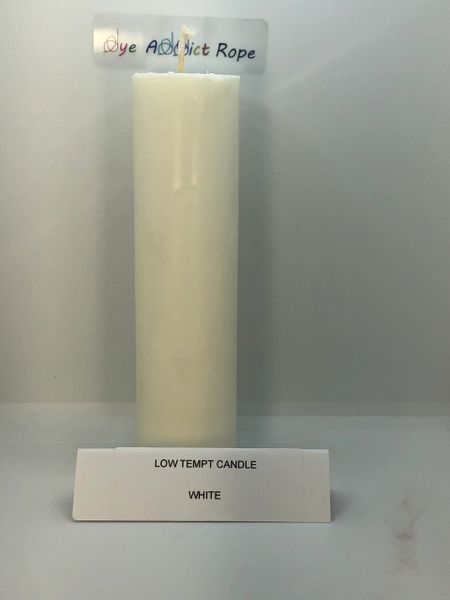 Dye Addict Rope
LOW TEMPT CANDLE
WHITE